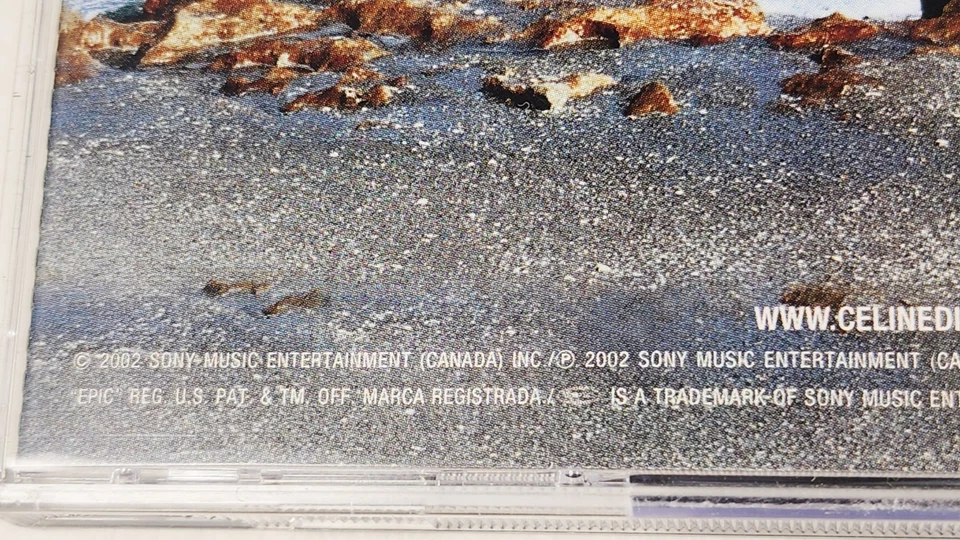 WWW.CELINEDI
© 2002 SONY MUSIC ENTERTAINMENT (CANADA) INC./℗ 2002 SONY MUSIC ENTERTAINMENT (CA
"EPIC" REG. U.S. PAT. & TM. OFF. MARCA REGISTRADA./ IS A TRADEMARK OF SONY MUSIC ENT